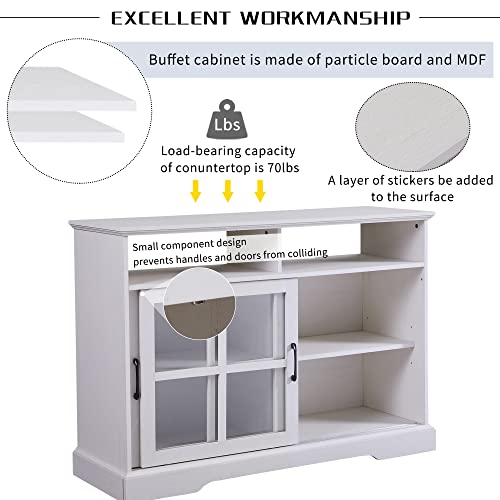 EXCELLENT WORKMANSHIP
Buffet cabinet is made of particle board and MDF
Lbs
Load-bearing capacity
of conuntertop is 70lbs
A layer of stickers be added
to the surface
Small component design
prevents handles and doors from colliding